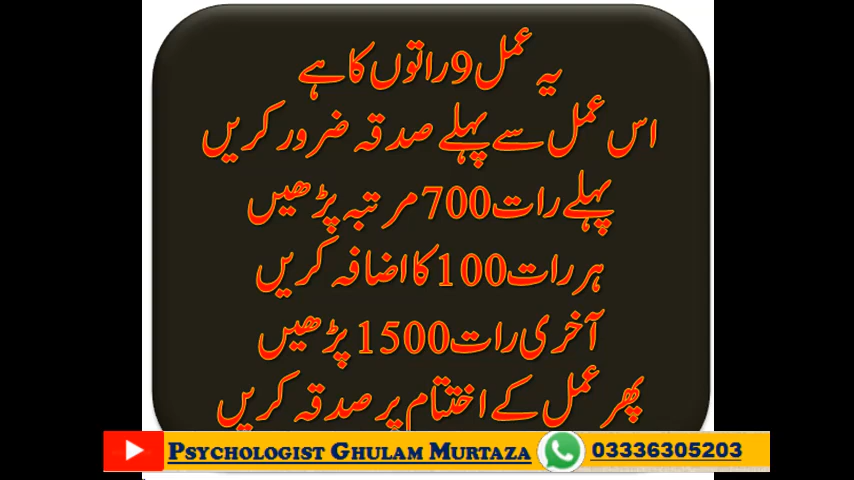 یہ عمل 9 راتوں کا ہے
اس عمل سے پہلے صدقہ ضرور کریں
پہلے رات 700 مرتبہ پڑھیں
ہر رات 100 کا اضافہ کریں
آخری رات 1500 پڑھیں
پھر عمل کے اختتام پر صدقہ کریں
PSYCHOLOGIST GHULAM MURTAZA 03336305203